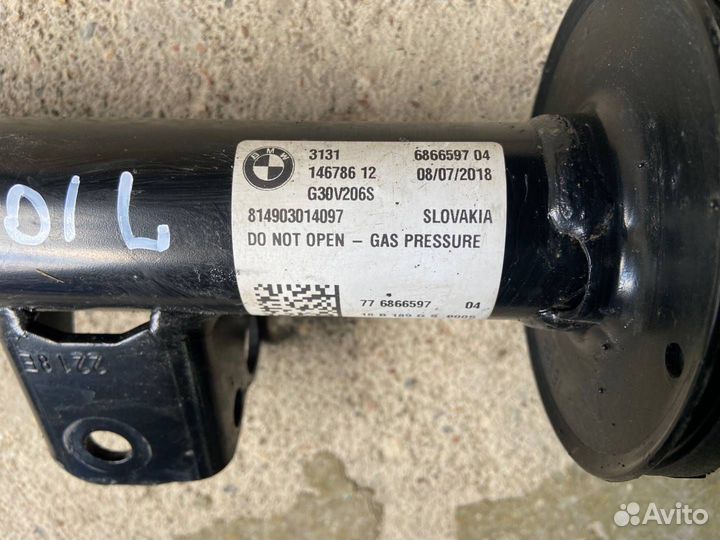 BMW
3131 6866597 04
146786 12 08/07/2018
G30V206S
814903014097 SLOVAKIA
DO NOT OPEN – GAS PRESSURE
77 6866597 04
2218E
Avito